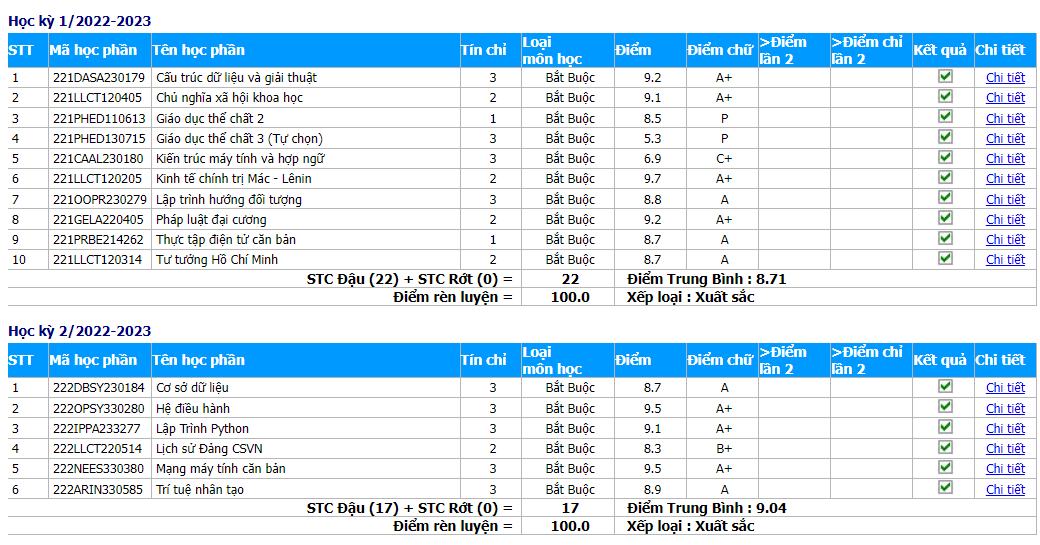 Học kỳ 1/2022-2023
STT Mã học phần Tên học phần Tín chỉ Loại môn học Điểm Điểm chữ >Điểm lần 2 >Điểm chỉ lần 2 Kết quả Chi tiết
1 221DASA230179 Cấu trúc dữ liệu và giải thuật 3 Bắt Buộc 9.2 A+ Chi tiết
2 221LLCT120405 Chủ nghĩa xã hội khoa học 2 Bắt Buộc 9.1 A+ Chi tiết
3 221PHED110613 Giáo dục thể chất 2 1 Bắt Buộc 8.5 P Chi tiết
4 221PHED130715 Giáo dục thể chất 3 (Tự chọn) 3 Bắt Buộc 5.3 P Chi tiết
5 221CAAL230180 Kiến trúc máy tính và hợp ngữ 3 Bắt Buộc 6.9 C+ Chi tiết
6 221LLCT120205 Kinh tế chính trị Mác - Lênin 2 Bắt Buộc 9.7 A+ Chi tiết
7 221OOPR230279 Lập trình hướng đối tượng 3 Bắt Buộc 8.8 A Chi tiết
8 221GELA220405 Pháp luật đại cương 2 Bắt Buộc 9.2 A+ Chi tiết
9 221PRBE214262 Thực tập điện tử căn bản 1 Bắt Buộc 8.7 A Chi tiết
10 221LLCT120314 Tư tưởng Hồ Chí Minh 2 Bắt Buộc 8.7 A Chi tiết
STC Đậu (22) + STC Rớt (0) = 22 Điểm Trung Bình : 8.71
Điểm rèn luyện = 100.0 Xếp loại : Xuất sắc
Học kỳ 2/2022-2023
STT Mã học phần Tên học phần Tín chỉ Loại môn học Điểm Điểm chữ >Điểm lần 2 >Điểm chỉ lần 2 Kết quả Chi tiết
1 222DBSY230184 Cơ sở dữ liệu 3 Bắt Buộc 8.7 A Chi tiết
2 222OPSY330280 Hệ điều hành 3 Bắt Buộc 9.5 A+ Chi tiết
3 222IPPA233277 Lập Trình Python 3 Bắt Buộc 9.1 A+ Chi tiết
4 222LLCT220514 Lịch sử Đảng CSVN 2 Bắt Buộc 8.3 B+ Chi tiết
5 222NEES330380 Mạng máy tính căn bản 3 Bắt Buộc 9.5 A+ Chi tiết
6 222ARIN330585 Trí tuệ nhân tạo 3 Bắt Buộc 8.9 A Chi tiết
STC Đậu (17) + STC Rớt (0) = 17 Điểm Trung Bình : 9.04
Điểm rèn luyện = 100.0 Xếp loại : Xuất sắc